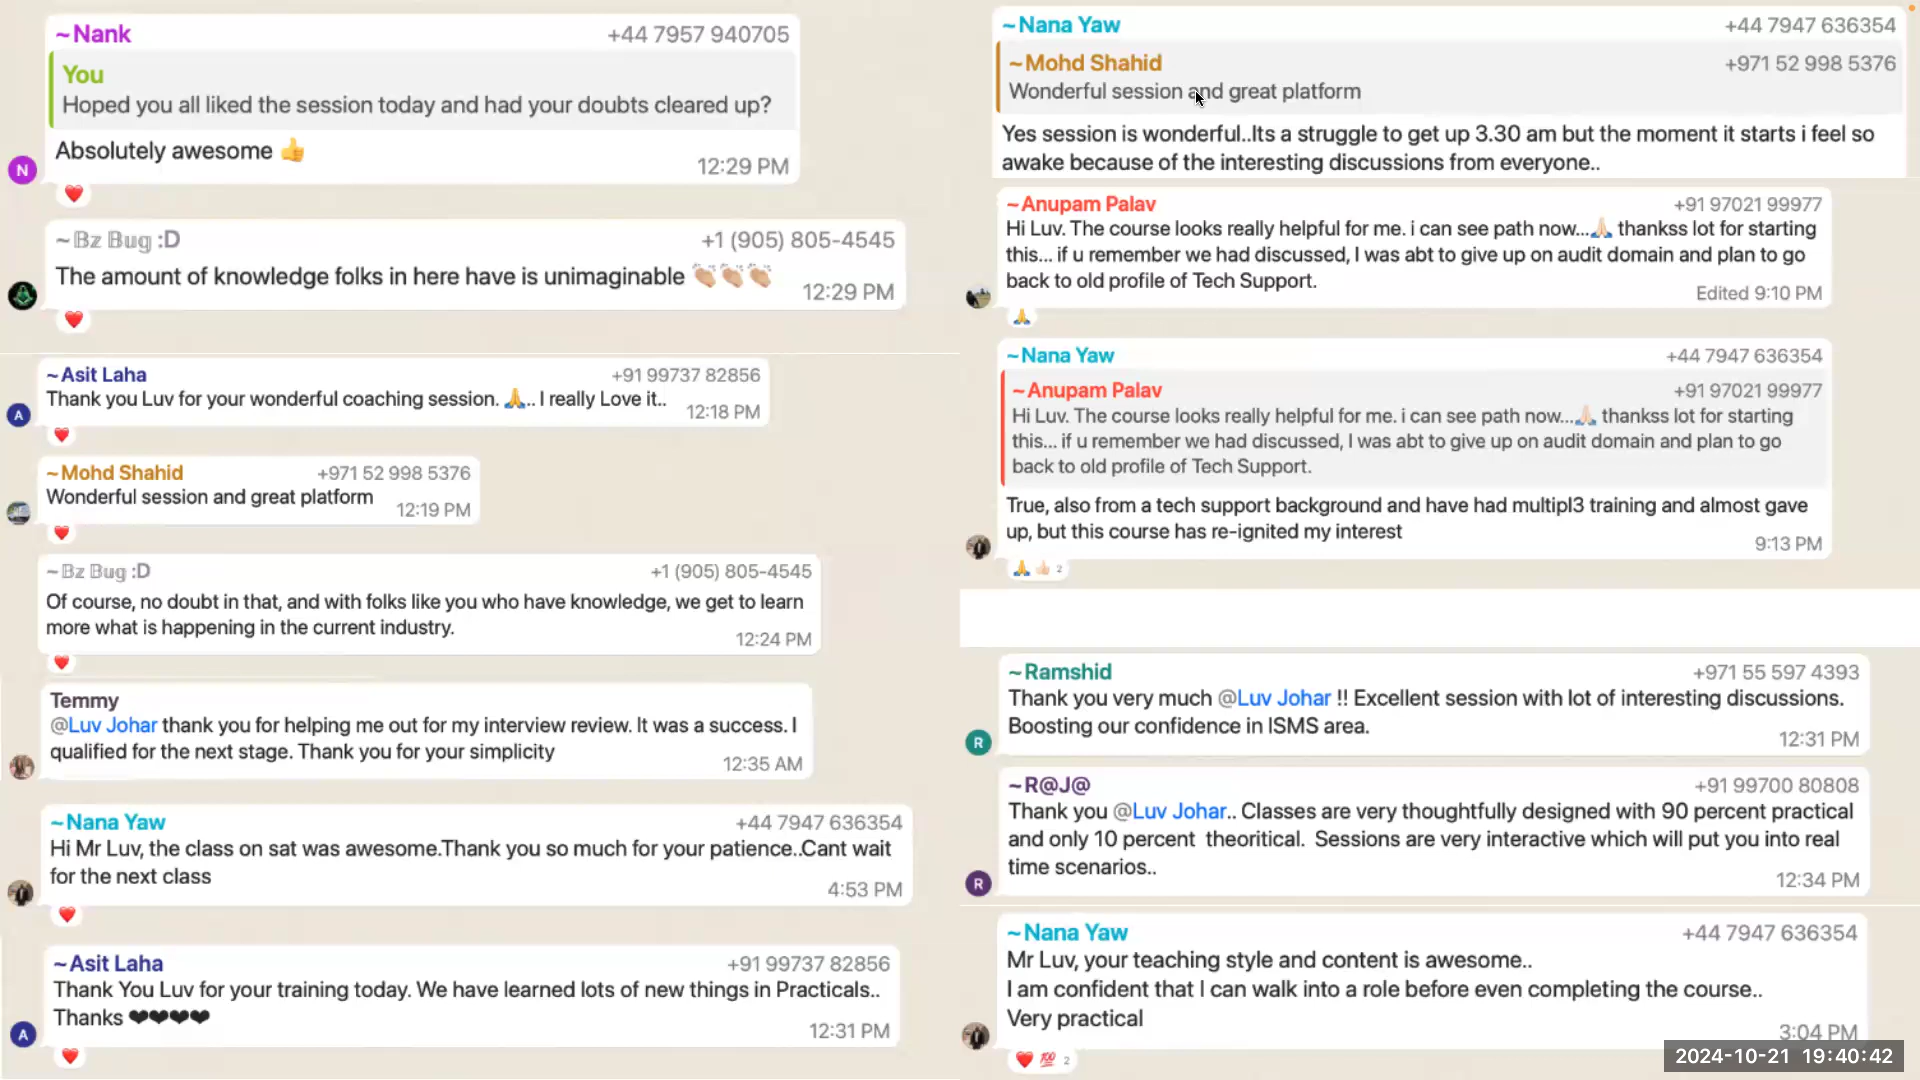 ~Nank +44 7957 940705
You
Hoped you all liked the session today and had your doubts cleared up?
Absolutely awesome 👍
12:29 PM
N
❤️
~𝔹𝕫 𝔹𝕦𝕘 :D +1 (905) 805-4545
The amount of knowledge folks in here have is unimaginable 👏🏼👏🏼👏🏼
12:29 PM
❤️
~Asit Laha +91 99737 82856
Thank you Luv for your wonderful coaching session. 🙏.. I really Love it..
12:18 PM
A
❤️
~Mohd Shahid +971 52 998 5376
Wonderful session and great platform
12:19 PM
❤️
~𝔹𝕫 𝔹𝕦𝕘 :D +1 (905) 805-4545
Of course, no doubt in that, and with folks like you who have knowledge, we get to learn
more what is happening in the current industry.
12:24 PM
❤️
Temmy
@Luv Johar thank you for helping me out for my interview review. It was a success. I
qualified for the next stage. Thank you for your simplicity
12:35 AM
~Nana Yaw +44 7947 636354
Hi Mr Luv, the class on sat was awesome.Thank you so much for your patience..Cant wait
for the next class
4:53 PM
❤️
~Asit Laha +91 99737 82856
Thank You Luv for your training today. We have learned lots of new things in Practicals..
Thanks ❤❤❤❤
12:31 PM
A
❤️
~Nana Yaw +44 7947 636354
~Mohd Shahid +971 52 998 5376
Wonderful session and great platform
Yes session is wonderful..Its a struggle to get up 3.30 am but the moment it starts i feel so
awake because of the interesting discussions from everyone..
~Anupam Palav +91 97021 99977
Hi Luv. The course looks really helpful for me. i can see path now...🙏🏻 thankss lot for starting
this... if u remember we had discussed, I was abt to give up on audit domain and plan to go
back to old profile of Tech Support.
Edited 9:10 PM
🙏
~Nana Yaw +44 7947 636354
~Anupam Palav +91 97021 99977
Hi Luv. The course looks really helpful for me. i can see path now...🙏🏻 thankss lot for starting
this... if u remember we had discussed, I was abt to give up on audit domain and plan to go
back to old profile of Tech Support.
True, also from a tech support background and have had multipl3 training and almost gave
up, but this course has re-ignited my interest
9:13 PM
🙏👍🏻 2
~Ramshid +971 55 597 4393
Thank you very much @Luv Johar !! Excellent session with lot of interesting discussions.
Boosting our confidence in ISMS area.
12:31 PM
R
~R@J@ +91 99700 80808
Thank you @Luv Johar.. Classes are very thoughtfully designed with 90 percent practical
and only 10 percent theoritical. Sessions are very interactive which will put you into real
time scenarios..
12:34 PM
R
~Nana Yaw +44 7947 636354
Mr Luv, your teaching style and content is awesome..
I am confident that I can walk into a role before even completing the course..
Very practical
3:04 PM
❤️💯 2
2024-10-21 19:40:42